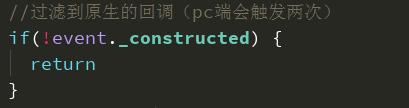 //过滤到原生的回调（pc端会触发两次）
if(!event._constructed) {
  return
}